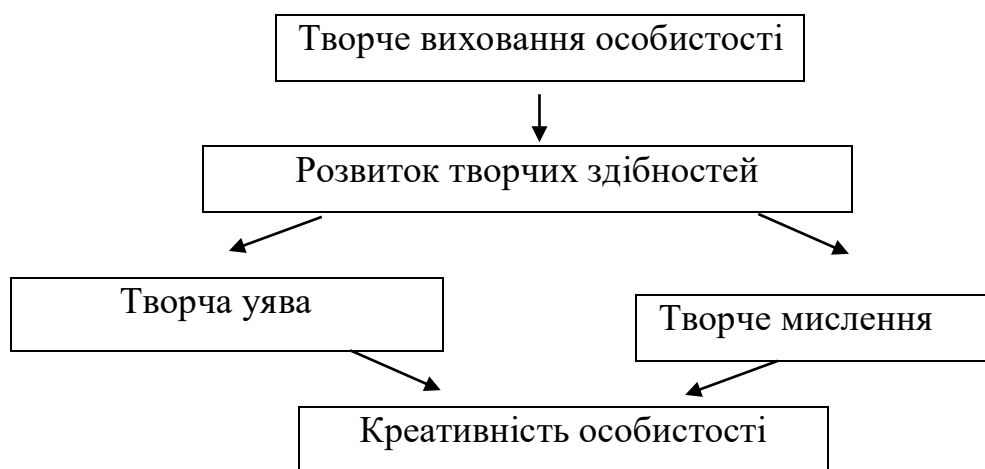 Творче виховання особистості
Розвиток творчих здібностей
Творча уява
Творче мислення
Креативність особистості